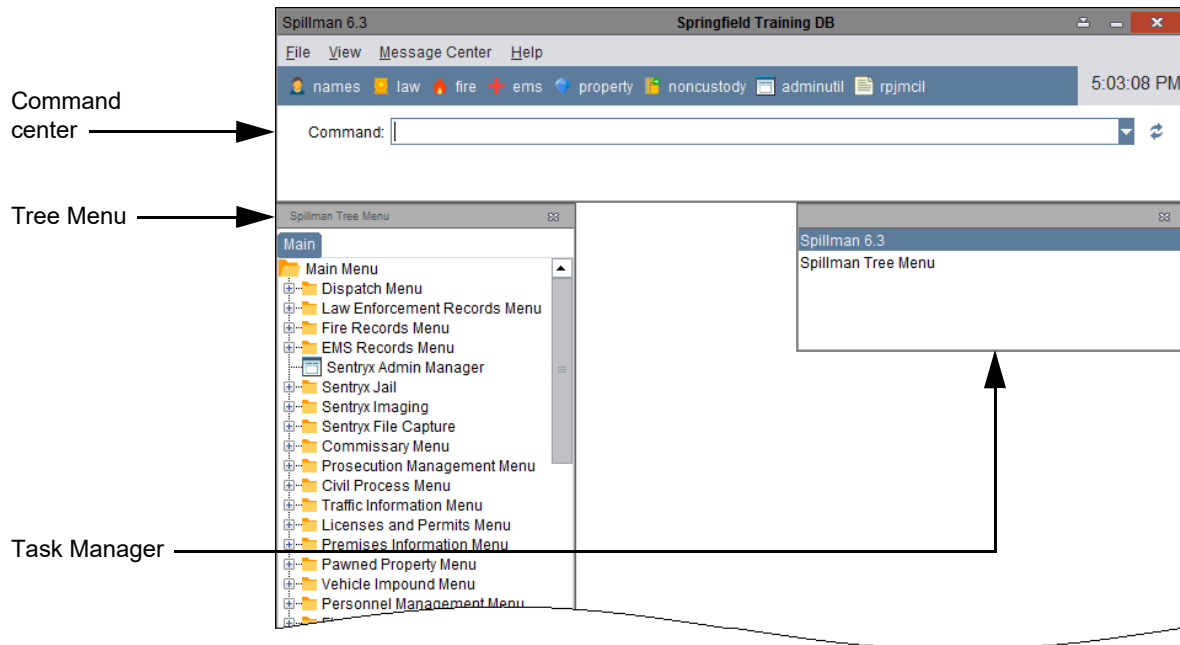 Spillman 6.3 Springfield Training DB
File View Message Center Help
names law fire ems property noncustody adminutil rpjmcil 5:03:08 PM
Command
center
Command:
Tree Menu
Spillman Tree Menu
Main
Main Menu
Dispatch Menu
Law Enforcement Records Menu
Fire Records Menu
EMS Records Menu
Sentryx Admin Manager
Sentryx Jail
Sentryx Imaging
Sentryx File Capture
Commissary Menu
Prosecution Management Menu
Civil Process Menu
Traffic Information Menu
Licenses and Permits Menu
Premises Information Menu
Pawned Property Menu
Vehicle Impound Menu
Personnel Management Menu
Spillman 6.3
Spillman Tree Menu
Task Manager